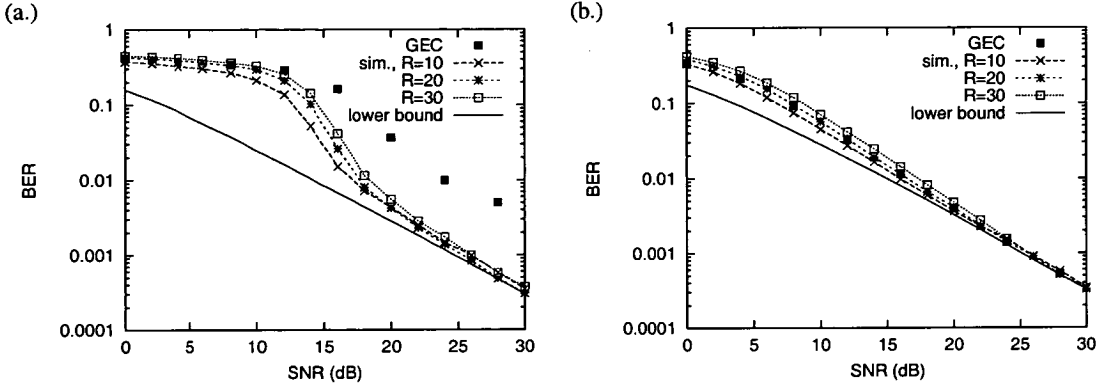 (a.)
1
0.1
0.01
0.001
0.0001
BER
GEC
sim., R=10
R=20
R=30
lower bound
0 5 10 15 20 25 30
SNR (dB)
(b.)
1
0.1
0.01
0.001
0.0001
BER
GEC
sim., R=10
R=20
R=30
lower bound
0 5 10 15 20 25 30
SNR (dB)